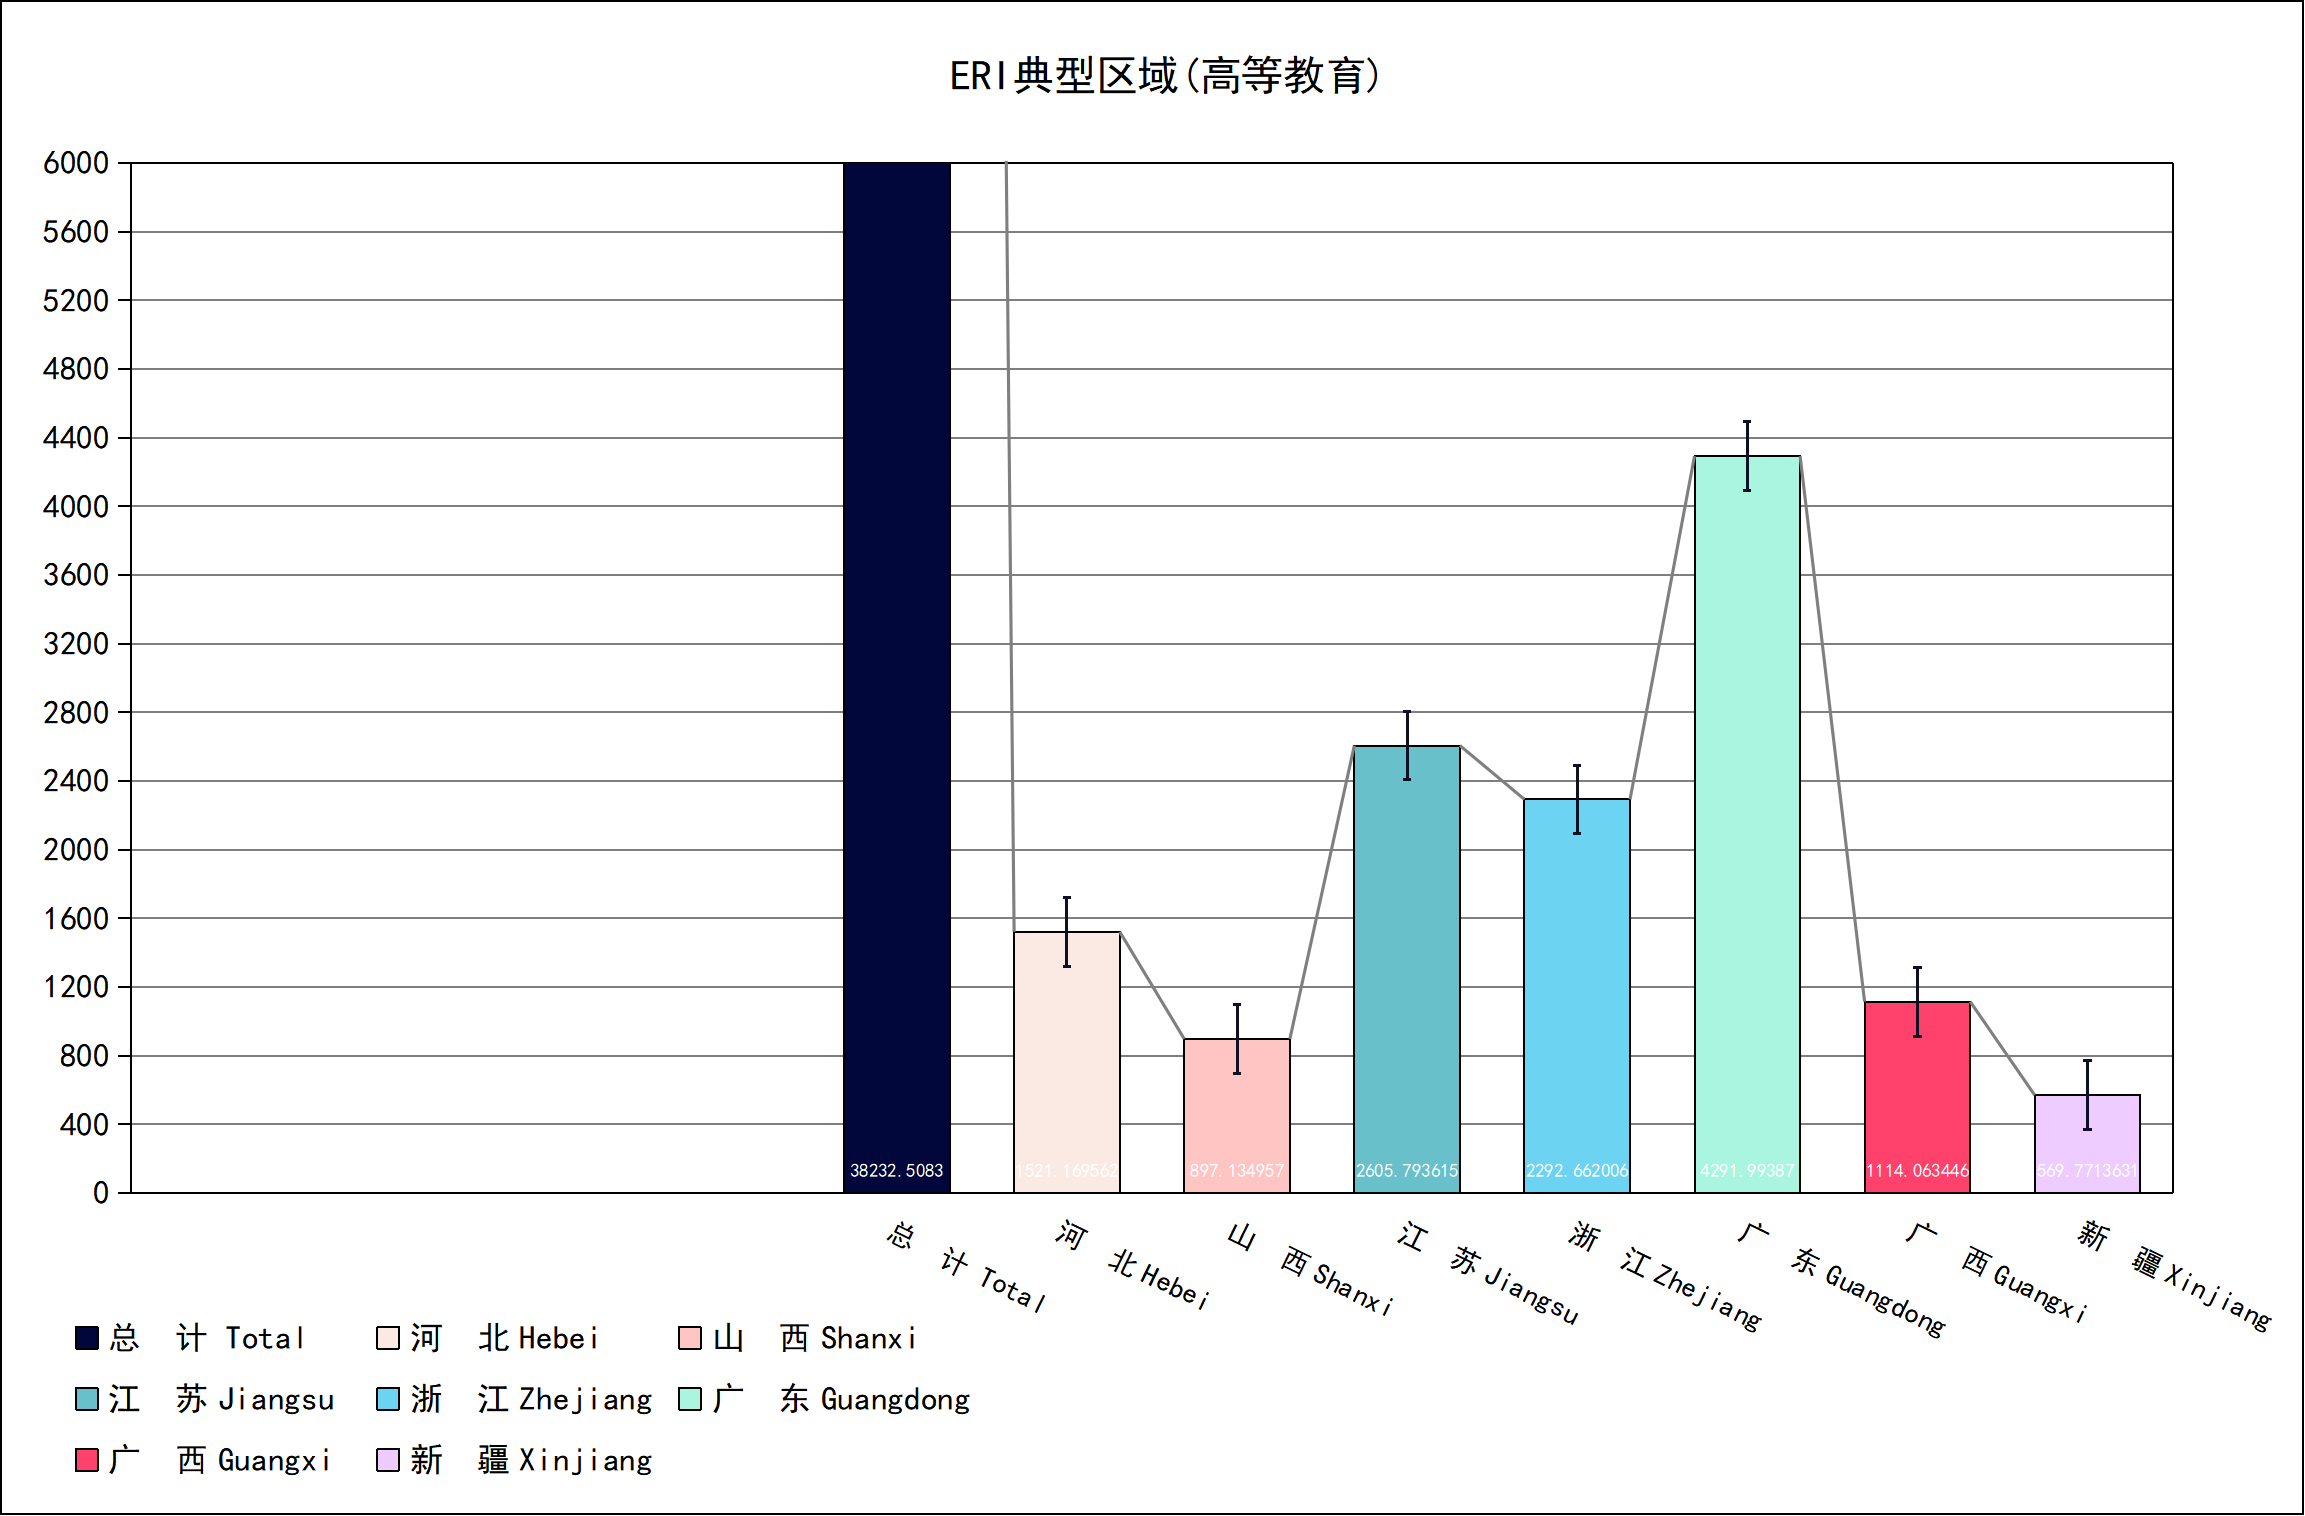 ERI典型区域(高等教育)
6000
5600
5200
4800
4400
4000
3600
3200
2800
2400
2000
1600
1200
800
400
0
38232.5083
1521.169562
897.134957
2605.793615
2292.662006
4291.99387
1114.063446
569.7713631
总 计 Total
河 北 Hebei
山 西 Shanxi
江 苏 Jiangsu
浙 江 Zhejiang
广 东 Guangdong
广 西 Guangxi
新 疆 Xinjiang
总 计 Total 河 北 Hebei 山 西 Shanxi
江 苏 Jiangsu 浙 江 Zhejiang 广 东 Guangdong
广 西 Guangxi 新 疆 Xinjiang